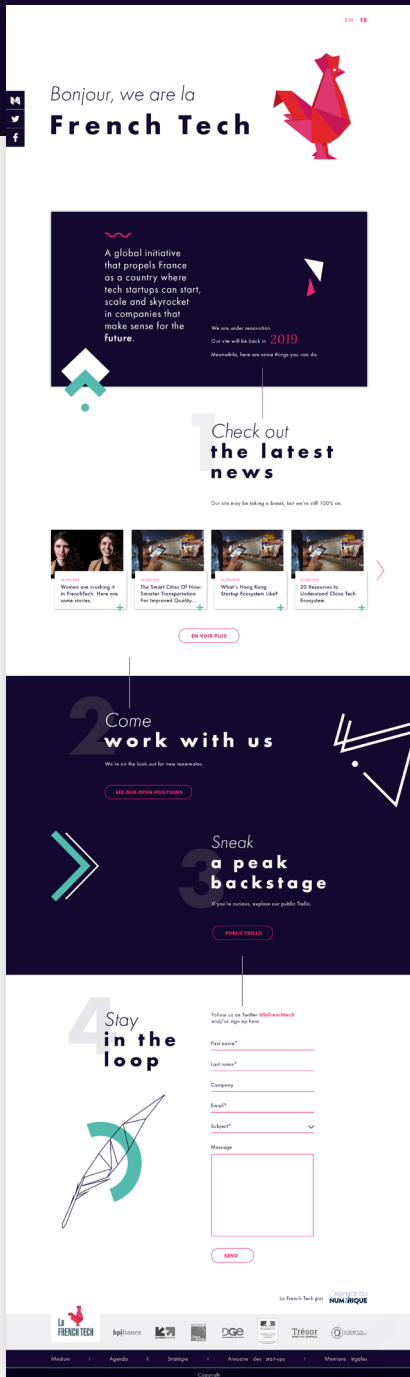 EN FR
Bonjour, we are la
French Tech
A global initiative
that propels France
as a country where
tech startups can start,
scale and skyrocket
in companies that
make sense for the
future.
We are under renovation
Our site will be back in 2019
Meanwhile, here are some things you can do.
1
Check out
the latest
news
Our site may be taking a break, but we're still 100% on.
Women are crushing it
in FrenchTech. Here are
some stories.
The Smart Cities Of Now:
Smarter Transportation
For Improved Quality...
What's Hong Kong
Startup Ecosystem Like?
20 Resources to
Understand China Tech
Ecosystem
EN VOIR PLUS
2
Come
work with us
We're on the look-out for new teammates.
SEE OUR OPEN POSITIONS
3
Sneak
a peak
backstage
If you're curious, explore our public Trello.
PUBLIC TRELLO
4
Stay
in the
loop
Follow us on Twitter @lafrenchtech
and/or sign up here.
First name*
Last name*
Company
Email*
Subject*
Message
SEND
La French Tech par L'AGENCE DU
NUMÉRIQUE
La
FRENCH TECH
bpifrance
DGE
Trésor
Medium | Agenda | Stratégie | Annuaire des start-ups | Mentions légales
Copyright